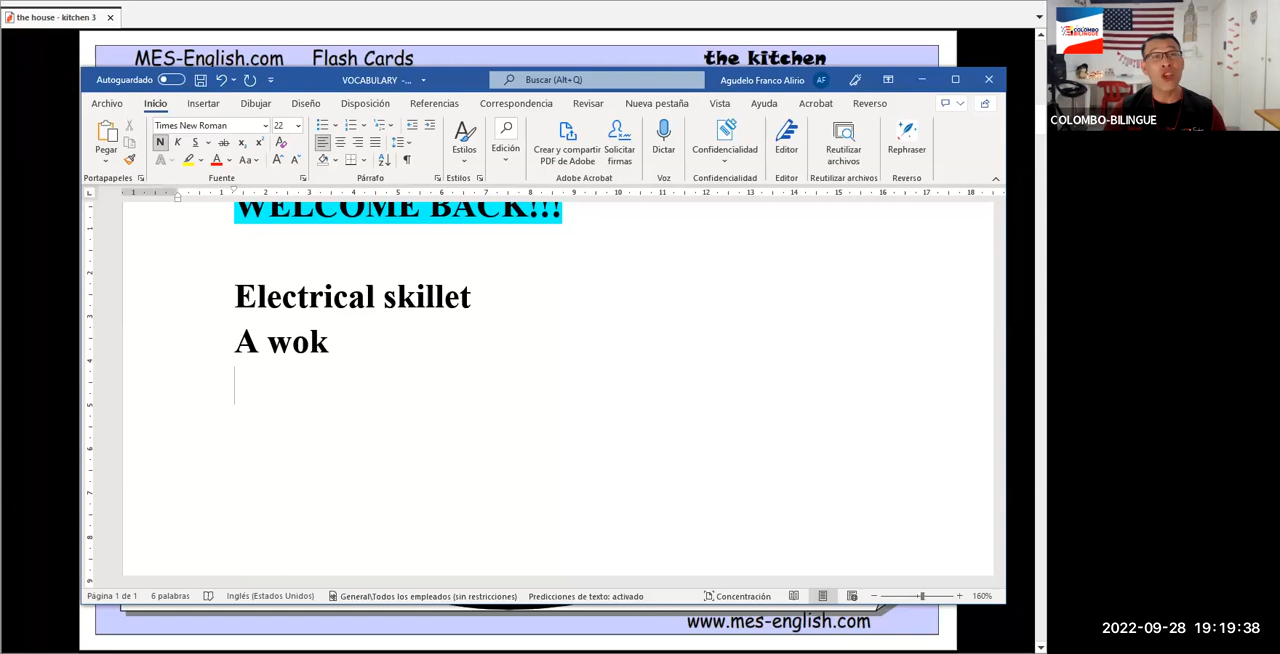 the house - kitchen 3
MES-English.com Flash Cards the kitchen
Autoguardado VOCABULARY -... Buscar (Alt+Q) Agudelo Franco Alirio AF
Archivo Inicio Insertar Dibujar Diseño Disposición Referencias Correspondencia Revisar Nueva pestaña Vista Ayuda Acrobat Reverso
Times New Roman 22
Pegar Estilos Edición Crear y compartir PDF de Adobe Solicitar firmas Dictar Confidencialidad Editor Reutilizar archivos Rephraser
Portapapeles Fuente Párrafo Estilos Adobe Acrobat Voz Confidencialidad Editor Reutilizar archivos Reverso
WELCOME BACK!!!
Electrical skillet
A wok
Página 1 de 1 6 palabras Inglés (Estados Unidos) General\Todos los empleados (sin restricciones) Predicciones de texto: activado Concentración 160%
www.mes-english.com
COLOMBO BILINGUE
COLOMBO-BILINGUE
2022-09-28 19:19:38